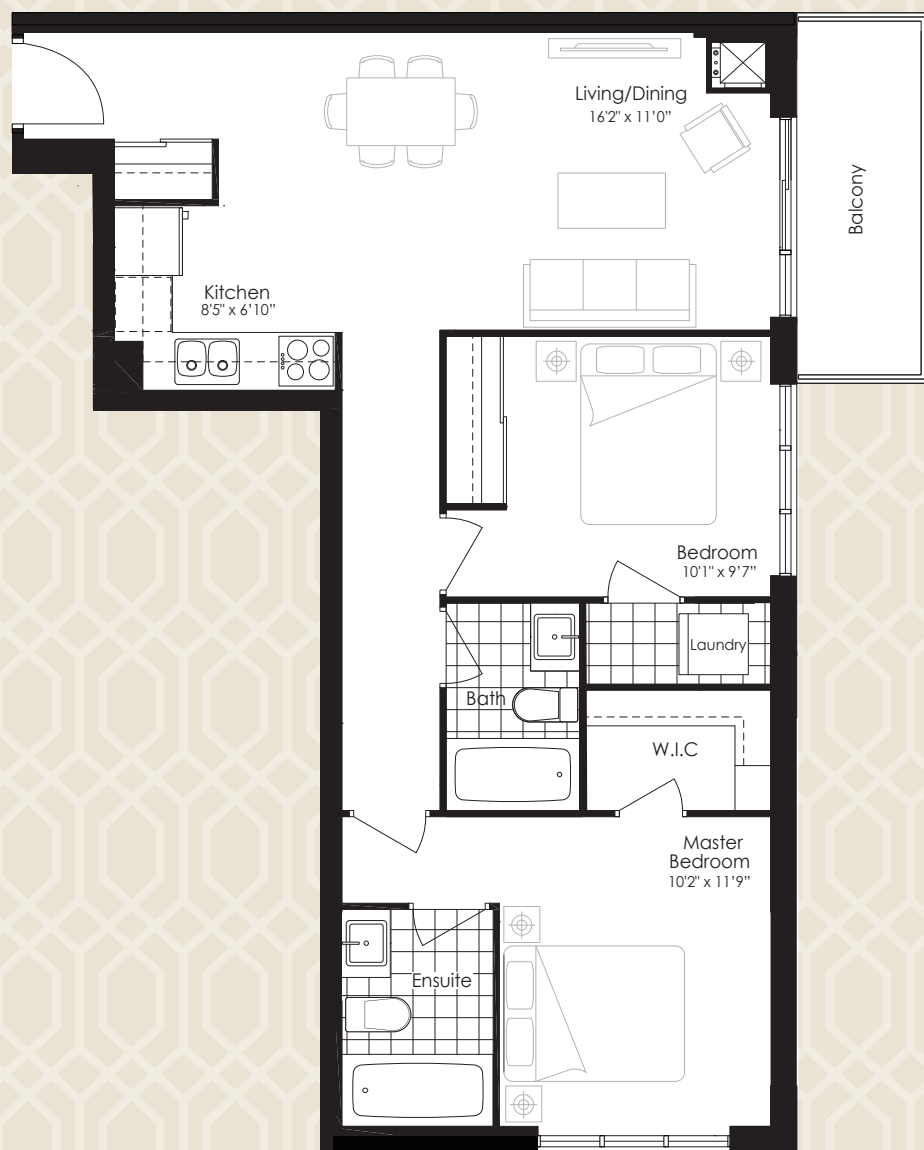 Living/Dining
16'2" x 11'0”
Balcony
Kitchen
8'5" x 6’10”
Bedroom
10'1" x 9’7”
Laundry
Bath
W.I.C
Master
Bedroom
10'2" x 11’9”
Ensuite